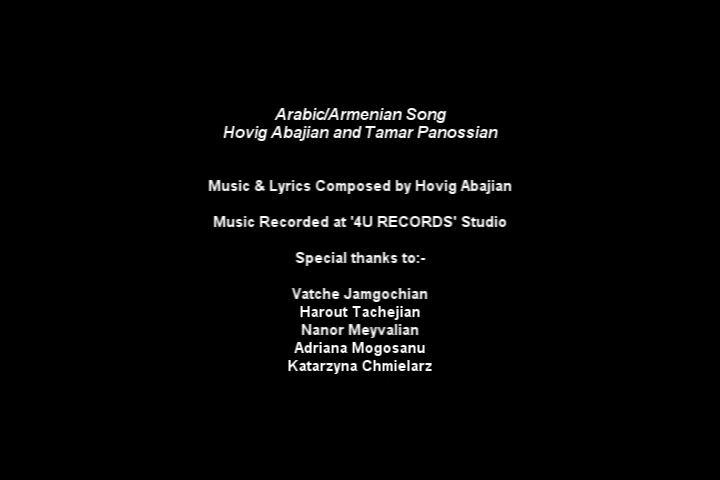 Arabic/Armenian Song
Hovig Abajian and Tamar Panossian
Music & Lyrics Composed by Hovig Abajian
Music Recorded at '4U RECORDS' Studio
Special thanks to:-
Vatche Jamgochian
Harout Tachejian
Nanor Meyvalian
Adriana Mogosanu
Katarzyna Chmielarz